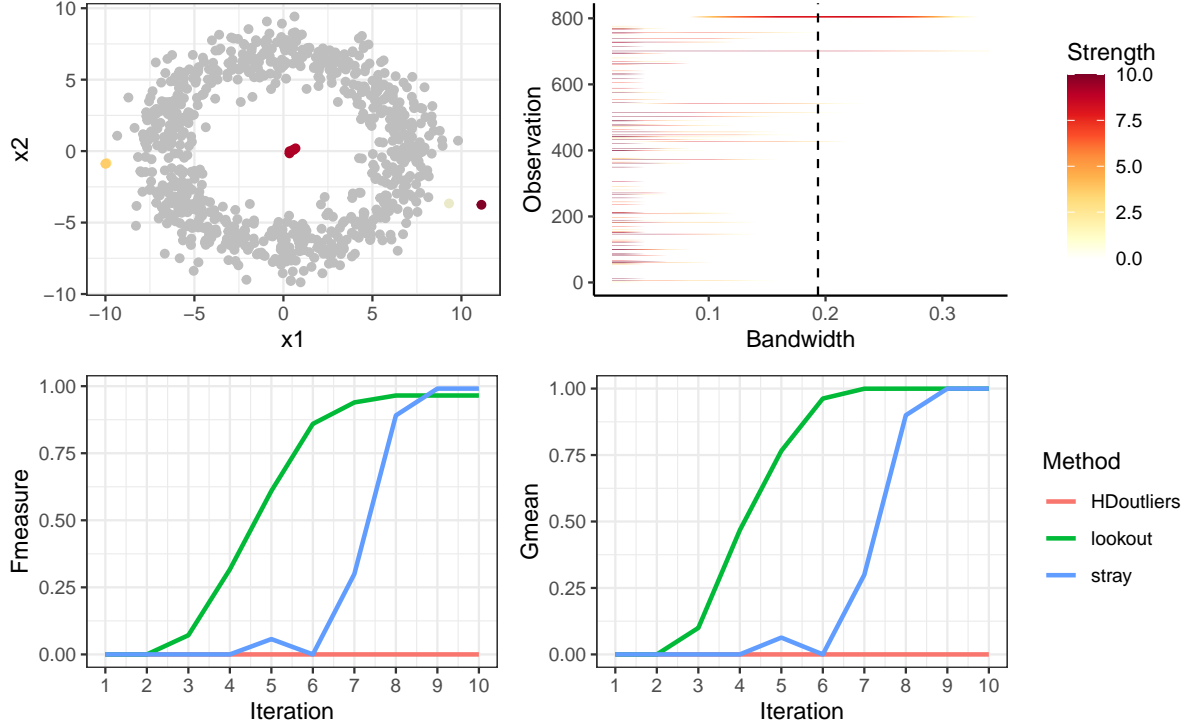 10
5
0
−5
−10
x2
−10
−5
0
5
10
x1
800
600
400
200
0
Observation
0.1
0.2
0.3
Bandwidth
Strength
10.0
7.5
5.0
2.5
0.0
1.00
0.75
0.50
0.25
0.00
Fmeasure
1 2 3 4 5 6 7 8 9 10
Iteration
1.00
0.75
0.50
0.25
0.00
Gmean
1 2 3 4 5 6 7 8 9 10
Iteration
Method
HDoutliers
lookout
stray